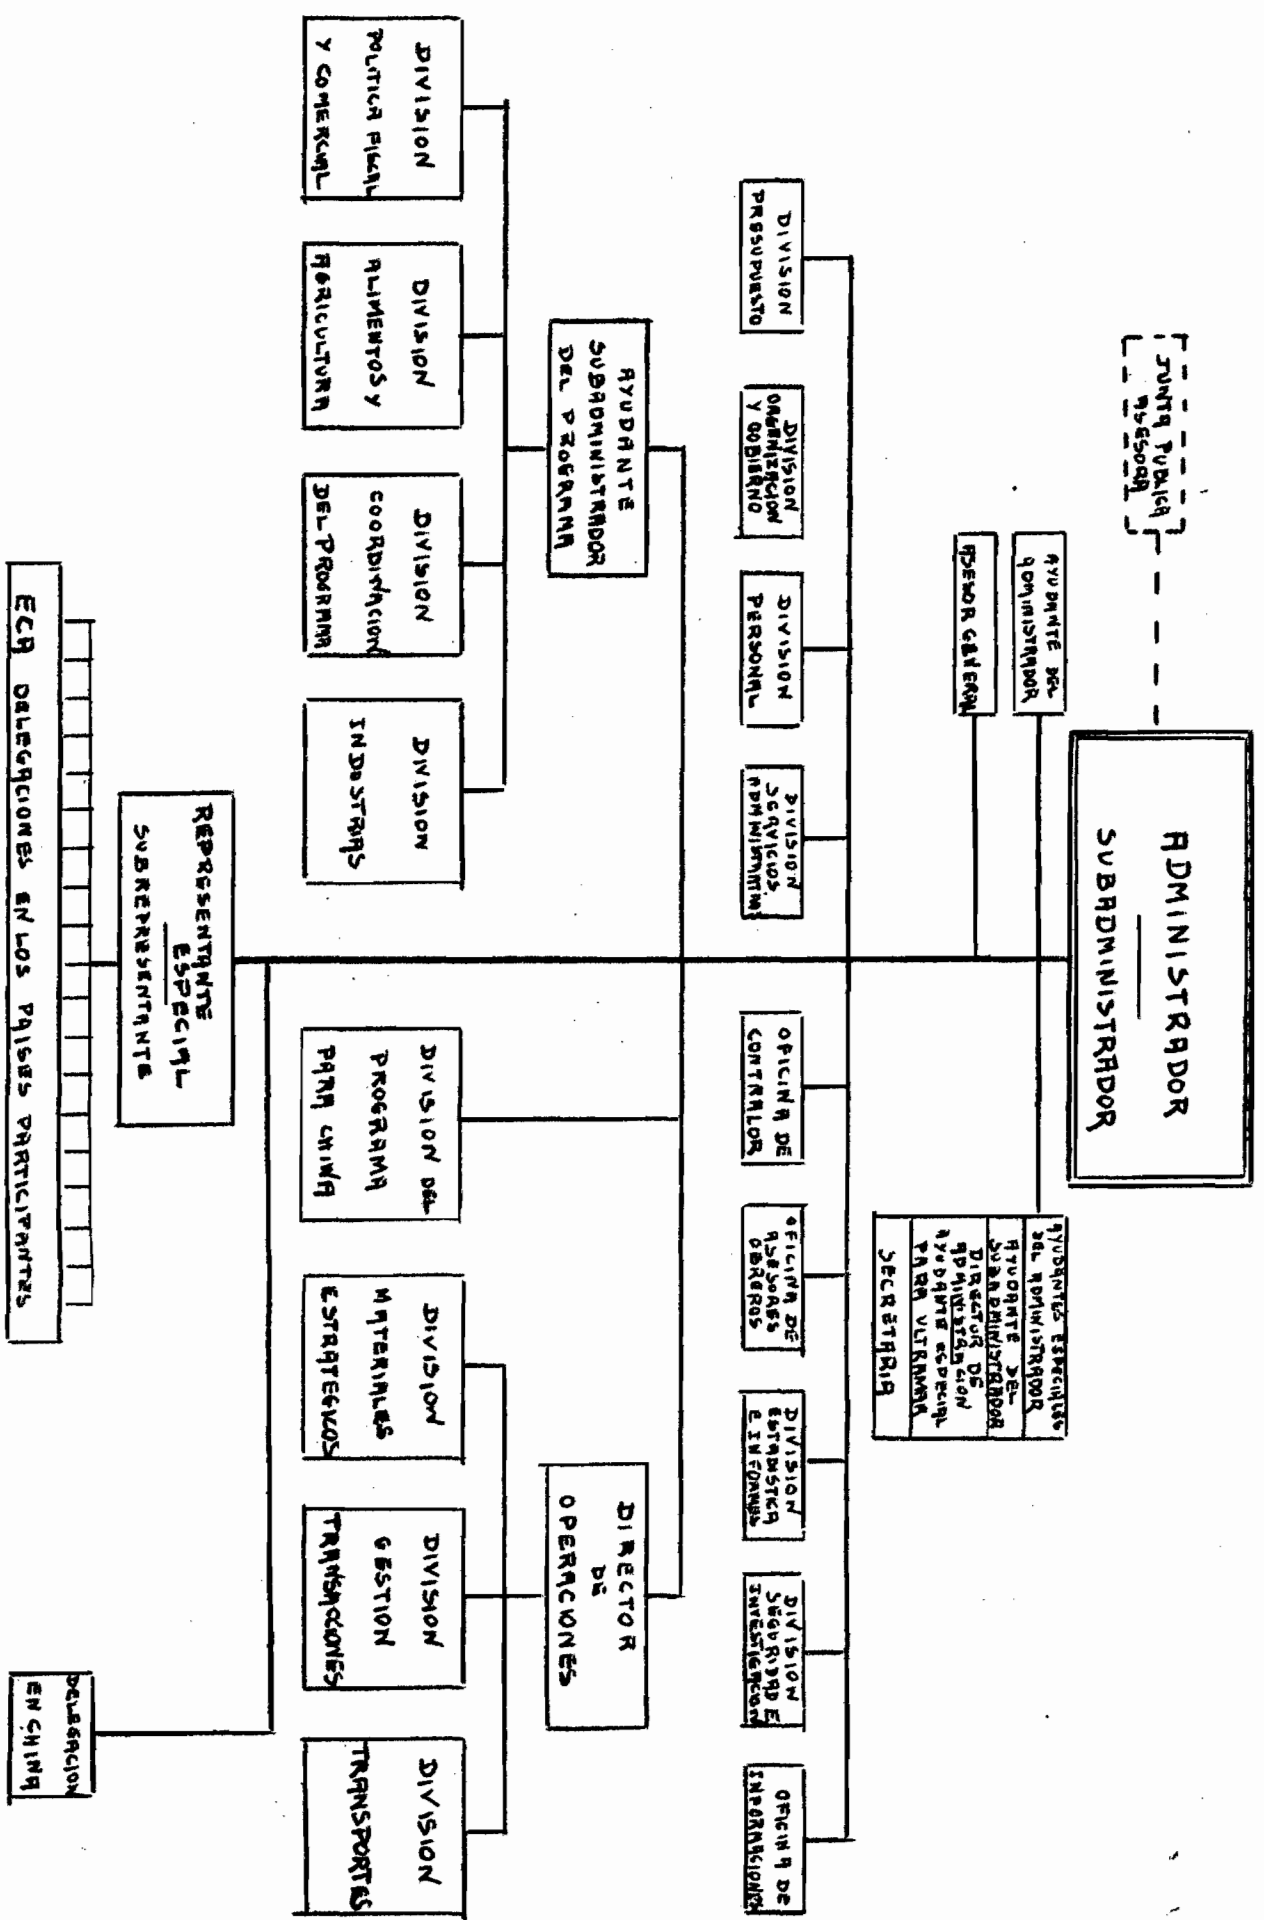 ADMINISTRADOR
SUBADMINISTRADOR
JUNTA PUBLICA
ASESORA
AYUDANTE DEL
ADMINISTRADOR
ASESOR GENERAL
AYUDANTES ESPECIALES
DEL ADMINISTRADOR
AYUDANTE DEL
SUBADMINISTRADOR
DIRECTOR DE
ADMINISTRACION
AYUDANTE ESPECIAL
PARA ULTRAMAR
SECRETARIA
DIVISION
PRESUPUESTO
DIVISION
ORGANIZACION
Y GOBIERNO
DIVISION
PERSONAL
DIVISION
SERVICIOS
OFICINA DE
CONTRALOR
OFICINA DE
ASESORES
OBREROS
DIVISION
ESTADISTICA
E INFORMES
DIVISION
SEGURIDAD E
INVESTIGACION
OFICINA DE
INFORMACIONES
AYUDANTE
SUBADMINISTRADOR
DEL PROGRAMA
DIRECTOR
DE
OPERACIONES
DIVISION
POLITICA FISCAL
Y COMERCIAL
DIVISION
ALIMENTOS Y
AGRICULTURA
DIVISION
COORDINACION
DEL PROGRAMA
DIVISION
INDUSTRIAS
DIVISION DEL
PROGRAMA
PARA CHINA
DIVISION
MATERIALES
ESTRATEGICOS
DIVISION
GESTION
TRANSACCIONES
DIVISION
TRANSPORTES
REPRESENTANTE
ESPECIAL
SUBREPRESENTANTE
ECA DELEGACIONES EN LOS PAISES PARTICIPANTES
DELEGACION
EN CHINA